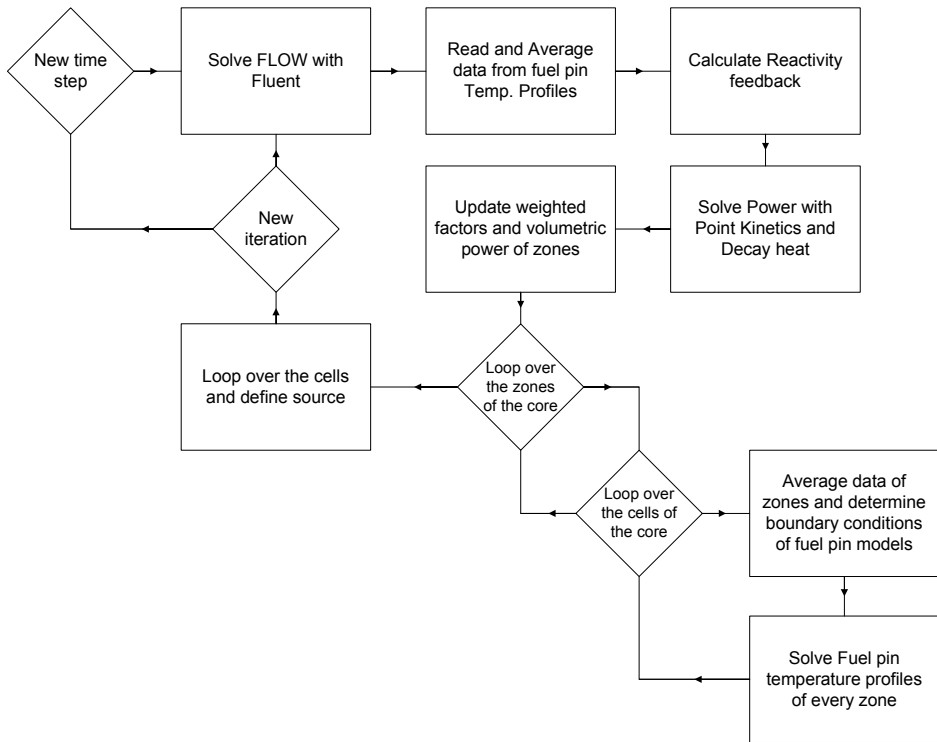 New time
step
Solve FLOW with
Fluent
Read and Average
data from fuel pin
Temp. Profiles
Calculate Reactivity
feedback
New
iteration
Update weighted
factors and volumetric
power of zones
Solve Power with
Point Kinetics and
Decay heat
Loop over the cells
and define source
Loop over
the zones
of the core
Loop over
the cells of
the core
Average data of
zones and determine
boundary conditions
of fuel pin models
Solve Fuel pin
temperature profiles
of every zone